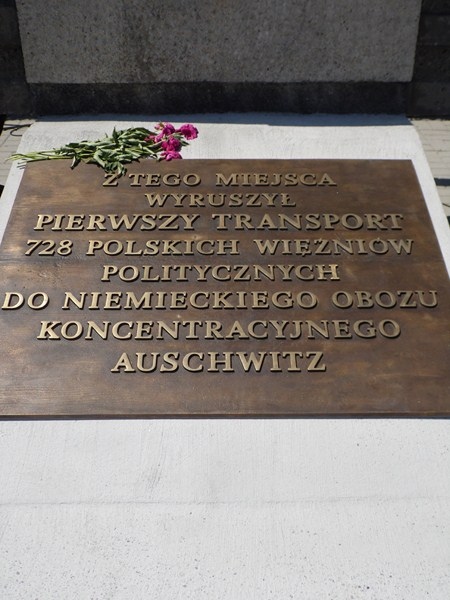 Z TEGO MIEJSCA
WYRUSZYŁ
PIERWSZY TRANSPORT
728 POLSKICH WIĘŹNIÓW
POLITYCZNYCH
DO NIEMIECKIEGO OBOZU
KONCENTRACYJNEGO
AUSCHWITZ